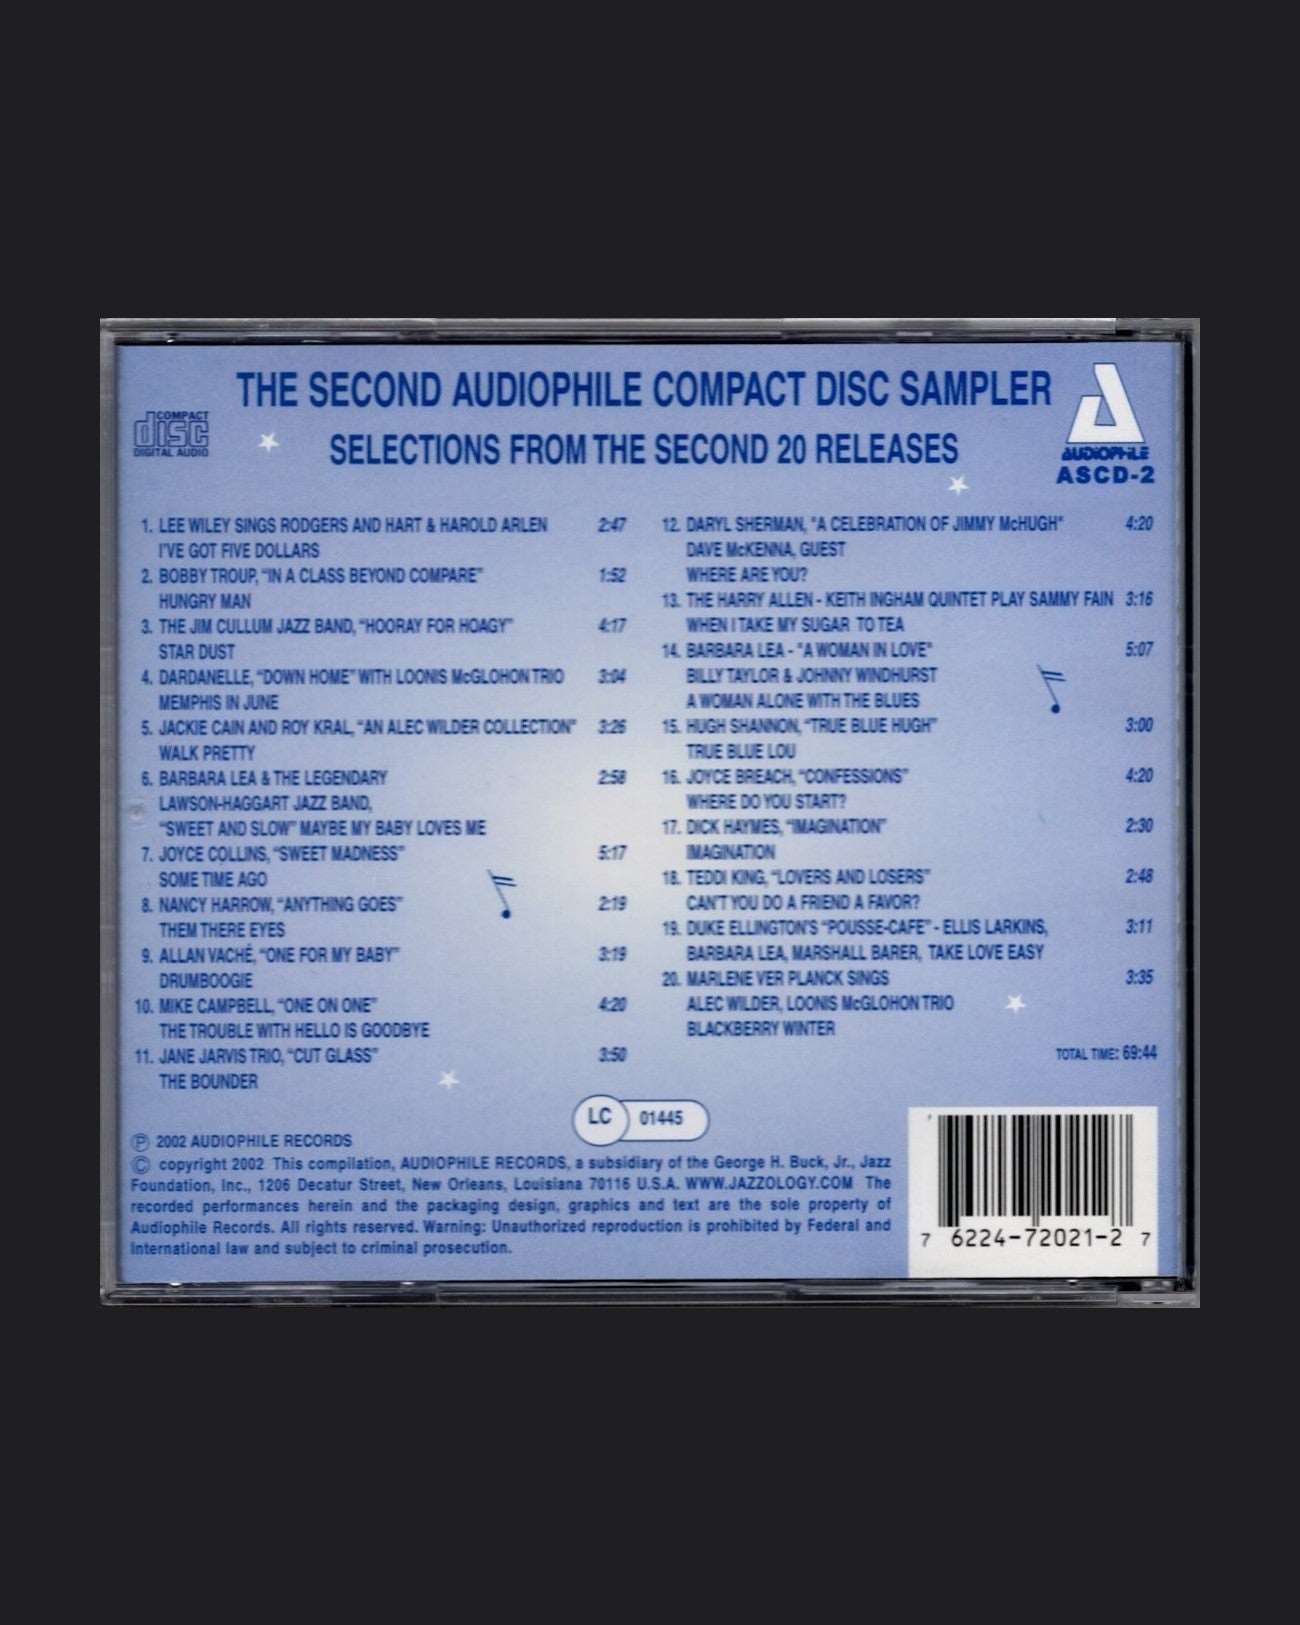 THE SECOND AUDIOPHILE COMPACT DISC SAMPLER
SELECTIONS FROM THE SECOND 20 RELEASES
COMPACT
disc
DIGITAL AUDIO
AUDIOPHILE
ASCD-2
1. LEE WILEY SINGS RODGERS AND HART & HAROLD ARLEN 2:47
I'VE GOT FIVE DOLLARS
2. BOBBY TROUP, "IN A CLASS BEYOND COMPARE" 1:52
HUNGRY MAN
3. THE JIM CULLUM JAZZ BAND, "HOORAY FOR HOAGY" 4:17
STAR DUST
4. DARDANELLE, "DOWN HOME" WITH LOONIS McGLOHON TRIO 3:04
MEMPHIS IN JUNE
5. JACKIE CAIN AND ROY KRAL, "AN ALEC WILDER COLLECTION" 3:26
WALK PRETTY
6. BARBARA LEA & THE LEGENDARY 2:58
LAWSON-HAGGART JAZZ BAND,
"SWEET AND SLOW" MAYBE MY BABY LOVES ME
7. JOYCE COLLINS, "SWEET MADNESS" 5:17
SOME TIME AGO
8. NANCY HARROW, "ANYTHING GOES" 2:19
THEM THERE EYES
9. ALLAN VACHÉ, "ONE FOR MY BABY" 3:19
DRUMBOOGIE
10. MIKE CAMPBELL, "ONE ON ONE" 4:20
THE TROUBLE WITH HELLO IS GOODBYE
11. JANE JARVIS TRIO, "CUT GLASS" 3:50
THE BOUNDER
12. DARYL SHERMAN, "A CELEBRATION OF JIMMY McHUGH" 4:20
DAVE McKENNA, GUEST
WHERE ARE YOU?
13. THE HARRY ALLEN - KEITH INGHAM QUINTET PLAY SAMMY FAIN 3:16
WHEN I TAKE MY SUGAR TO TEA
14. BARBARA LEA - "A WOMAN IN LOVE" 5:07
BILLY TAYLOR & JOHNNY WINDHURST
A WOMAN ALONE WITH THE BLUES
15. HUGH SHANNON, "TRUE BLUE HUGH" 3:00
TRUE BLUE LOU
16. JOYCE BREACH, "CONFESSIONS" 4:20
WHERE DO YOU START?
17. DICK HAYMES, "IMAGINATION" 2:30
IMAGINATION
18. TEDDI KING, "LOVERS AND LOSERS" 2:48
CAN'T YOU DO A FRIEND A FAVOR?
19. DUKE ELLINGTON'S "POUSSE-CAFE" - ELLIS LARKINS, 3:11
BARBARA LEA, MARSHALL BARER, TAKE LOVE EASY
20. MARLENE VER PLANCK SINGS 3:35
ALEC WILDER, LOONIS McGLOHON TRIO
BLACKBERRY WINTER
TOTAL TIME: 69:44
LC 01445
℗ 2002 AUDIOPHILE RECORDS
© copyright 2002 This compilation, AUDIOPHILE RECORDS, a subsidiary of the George H. Buck, Jr., Jazz
Foundation, Inc., 1206 Decatur Street, New Orleans, Louisiana 70116 U.S.A. WWW.JAZZOLOGY.COM The
recorded performances herein and the packaging design, graphics and text are the sole property of
Audiophile Records. All rights reserved. Warning: Unauthorized reproduction is prohibited by Federal and
International law and subject to criminal prosecution.
7 6224-72021-2 7